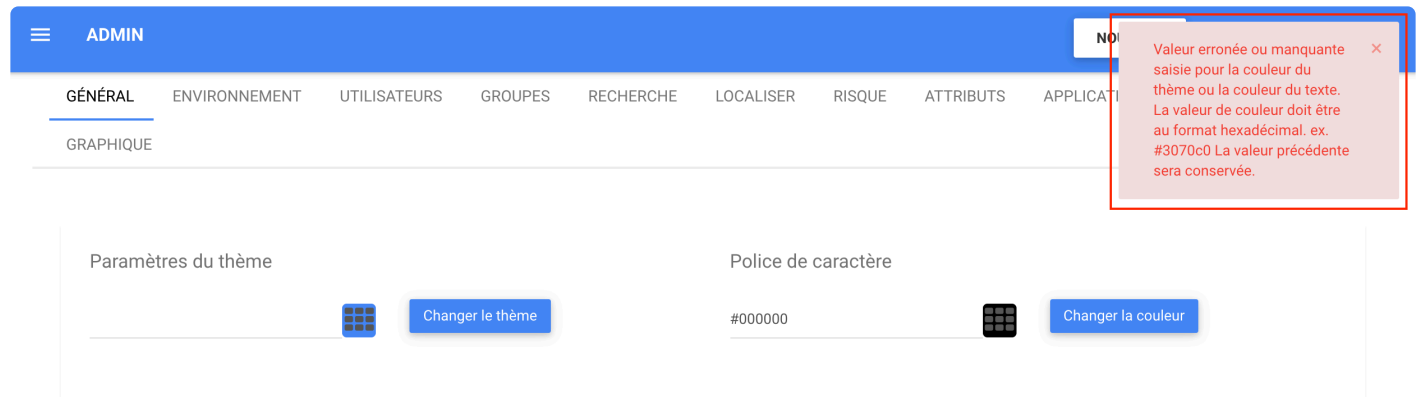 ADMIN
Valeur erronée ou manquante
saisie pour la couleur du
thème ou la couleur du texte.
La valeur de couleur doit être
au format hexadécimal. ex.
#3070c0 La valeur précédente
sera conservée.
GÉNÉRAL ENVIRONNEMENT UTILISATEURS GROUPES RECHERCHE LOCALISER RISQUE ATTRIBUTS
GRAPHIQUE
Paramètres du thème
Police de caractère
Changer le thème
#000000
Changer la couleur